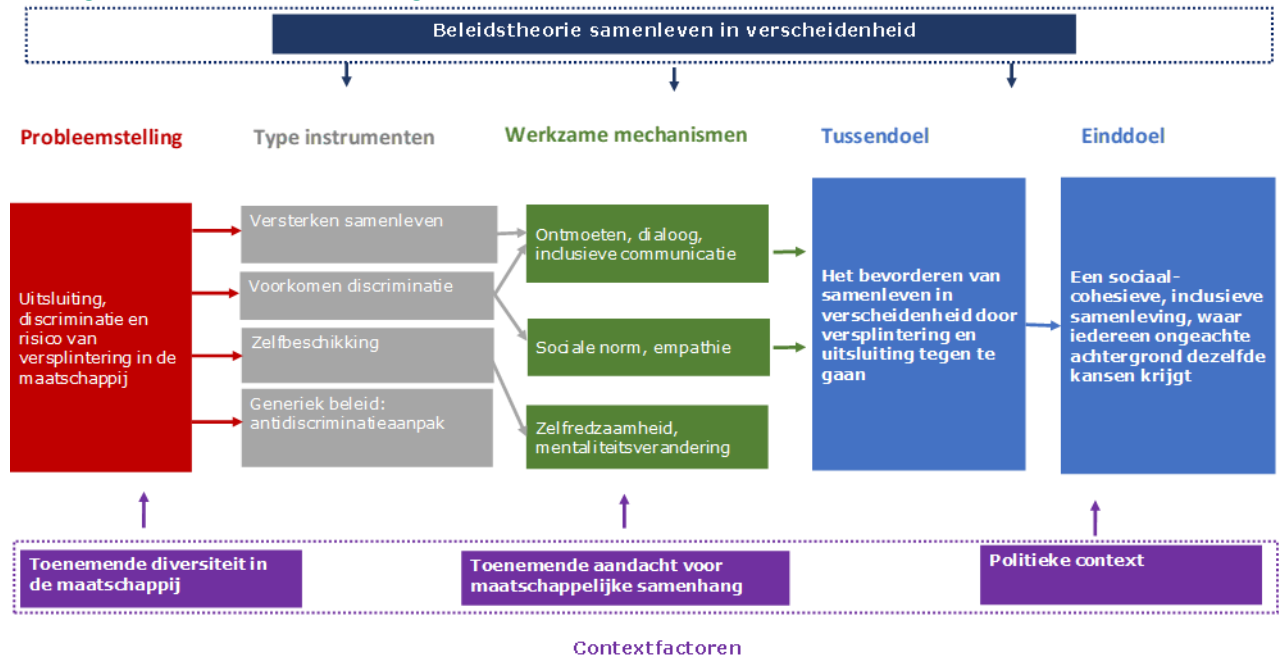 Beleidstheorie samenleven in verscheidenheid
Probleemstelling
Type instrumenten
Werkzame mechanismen
Tussendoel
Einddoel
Uitsluiting,
discriminatie en
risico van
versplintering in de
maatschappij
Versterken samenleven
Voorkomen discriminatie
Zelfbeschikking
Generiek beleid:
antidiscriminatieaanpak
Ontmoeten, dialoog,
inclusieve communicatie
Sociale norm, empathie
Zelfredzaamheid,
mentaliteitsverandering
Het bevorderen van
samenleven in
verscheidenheid door
versplintering en
uitsluiting tegen te
gaan
Een sociaal-
cohesieve, inclusieve
samenleving, waar
iedereen ongeachte
achtergrond dezelfde
kansen krijgt
Toenemende diversiteit in
de maatschappij
Toenemende aandacht voor
maatschappelijke samenhang
Politieke context
Contextfactoren